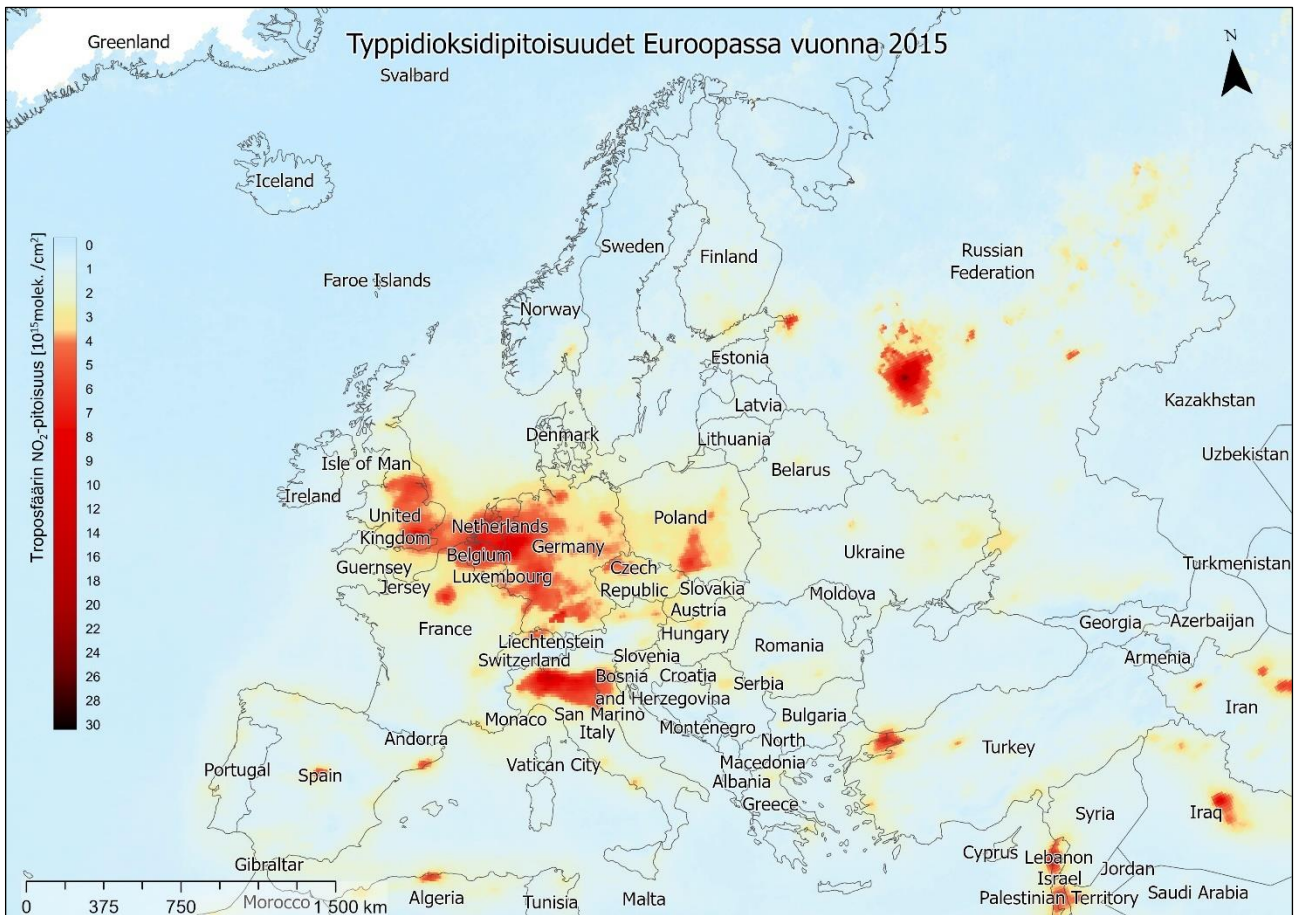 Typpidioksidipitoisuudet Euroopassa vuonna 2015
N
Greenland
Svalbard
Iceland
Faroe Islands
Sweden
Finland
Norway
Russian
Federation
Estonia
Latvia
Lithuania
Denmark
Belarus
Kazakhstan
Uzbekistan
Turkmenistan
Isle of Man
Ireland
United
Kingdom
Guernsey
Jersey
Netherlands
Belgium
Luxembourg
Germany
Poland
Czech
Republic
Slovakia
Austria
Hungary
Ukraine
Moldova
Romania
France
Liechtenstein
Switzerland
Slovenia
Bosnia
and Herzegovina
Croatia
Serbia
Monaco
San Marino
Italy
Montenegro
Bulgaria
North
Macedonia
Albania
Greece
Vatican City
Andorra
Portugal
Spain
Gibraltar
Morocco
Algeria
Tunisia
Malta
Turkey
Georgia
Azerbaijan
Armenia
Iran
Iraq
Syria
Cyprus
Lebanon
Israel
Jordan
Palestinian Territory
Saudi Arabia
Troposfäärin NO₂-pitoisuus [10¹⁵molek. /cm²]
0
1
2
3
4
5
6
7
8
9
10
12
14
16
18
20
22
24
26
28
30
0 375 750 1 500 km